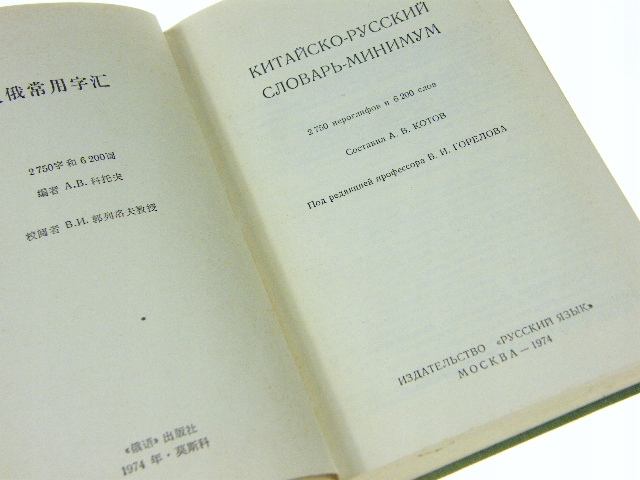 俄常用字汇
2 750字和 6 200词
编者 А.В. 科托夫
校阅者 В.И. 郭列洛夫教授
«俄语» 出版社
1974 年·莫斯科
КИТАЙСКО-РУССКИЙ
СЛОВАРЬ-МИНИМУМ
2 750 иероглифов и 6 200 слов
Составил А. В. КОТОВ
Под редакцией профессора В. И. ГОРЕЛОВА
ИЗДАТЕЛЬСТВО «РУССКИЙ ЯЗЫК»
МОСКВА — 1974